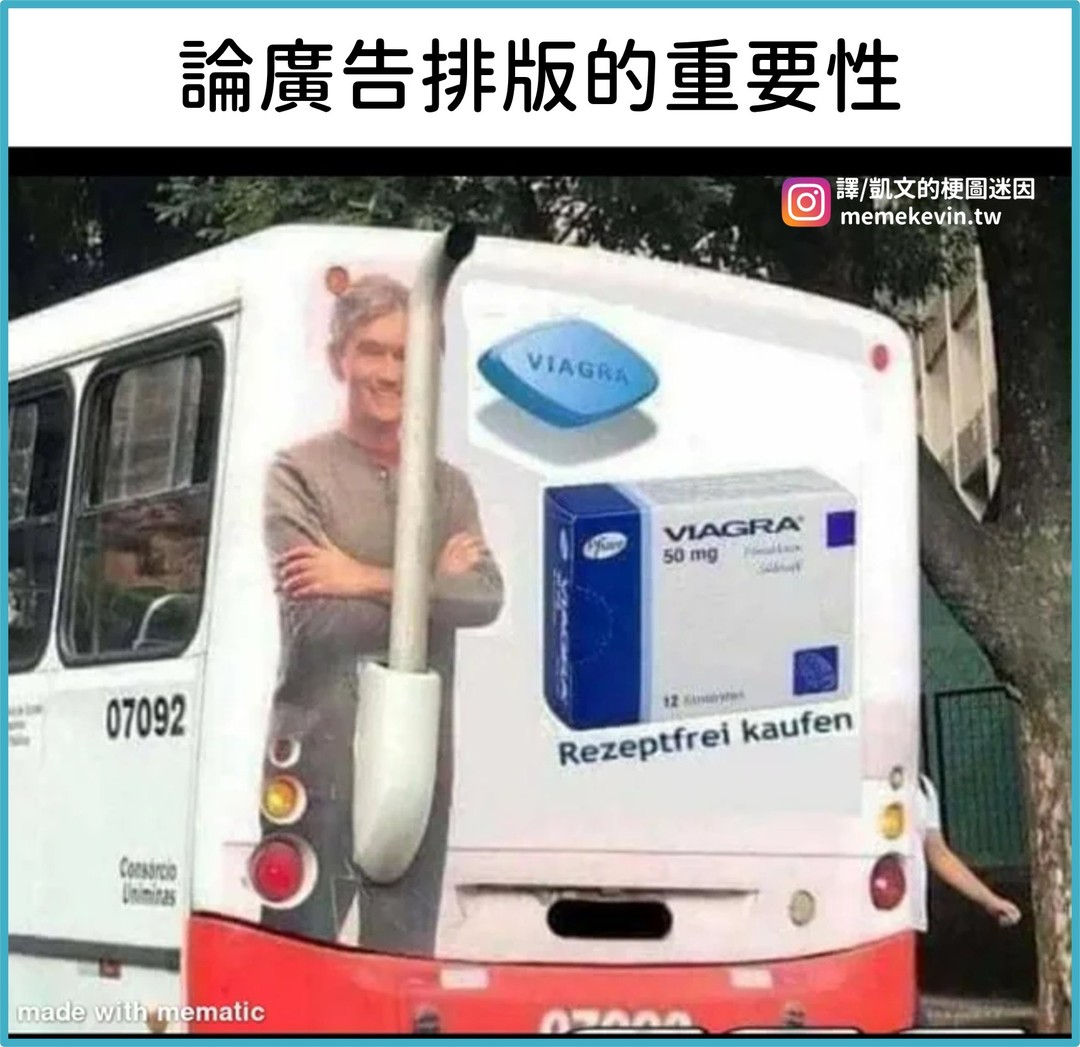 論廣告排版的重要性
譯/凱文的梗圖迷因
memekevin.tw
VIAGRA
Pfizer
VIAGRA
50 mg
12
Rezeptfrei kaufen
07092
Consórcio
Uniminas
made with mematic